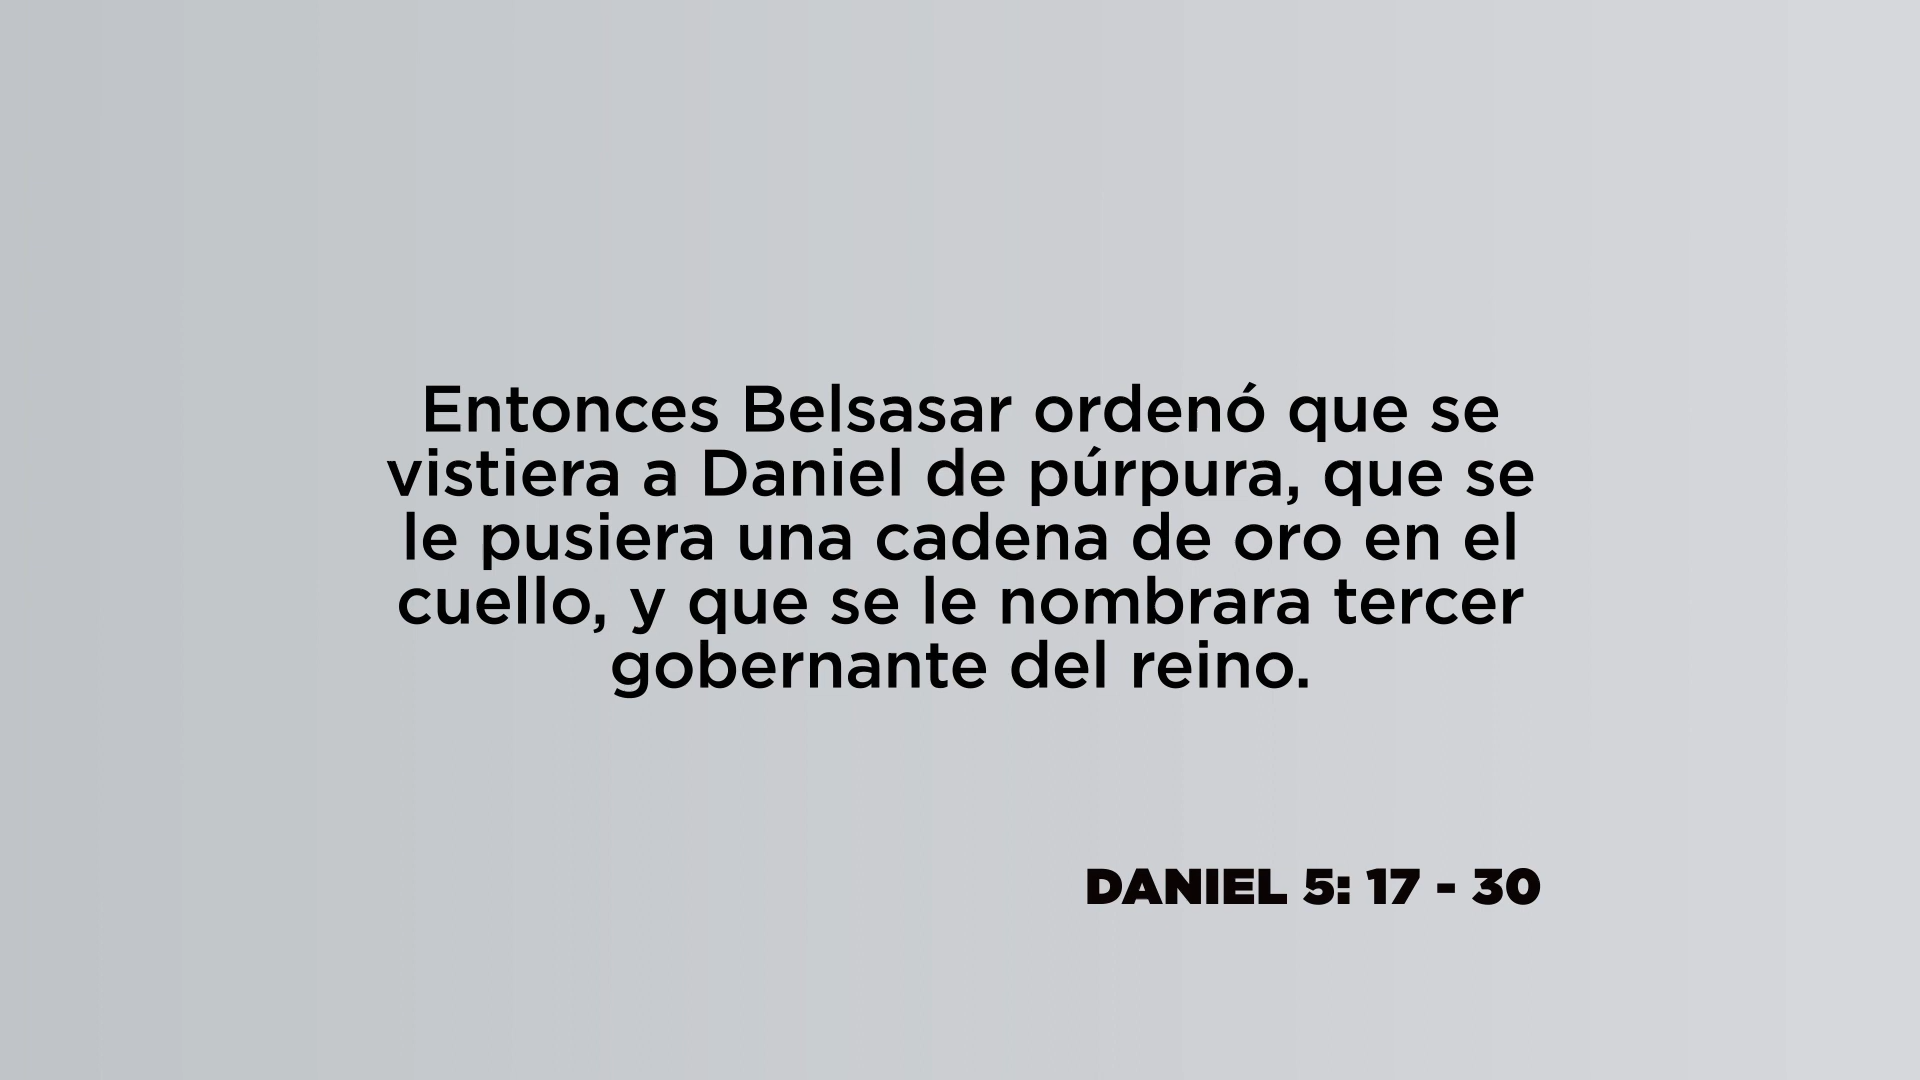 Entonces Belsasar ordenó que se
vistiera a Daniel de púrpura, que se
le pusiera una cadena de oro en el
cuello, y que se le nombrara tercer
gobernante del reino.
DANIEL 5: 17 - 30